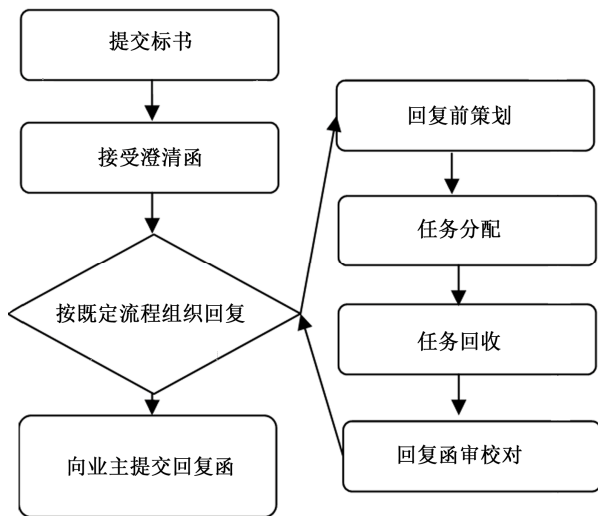 提交标书
接受澄清函
按既定流程组织回复
向业主提交回复函
回复前策划
任务分配
任务回收
回复函审校对